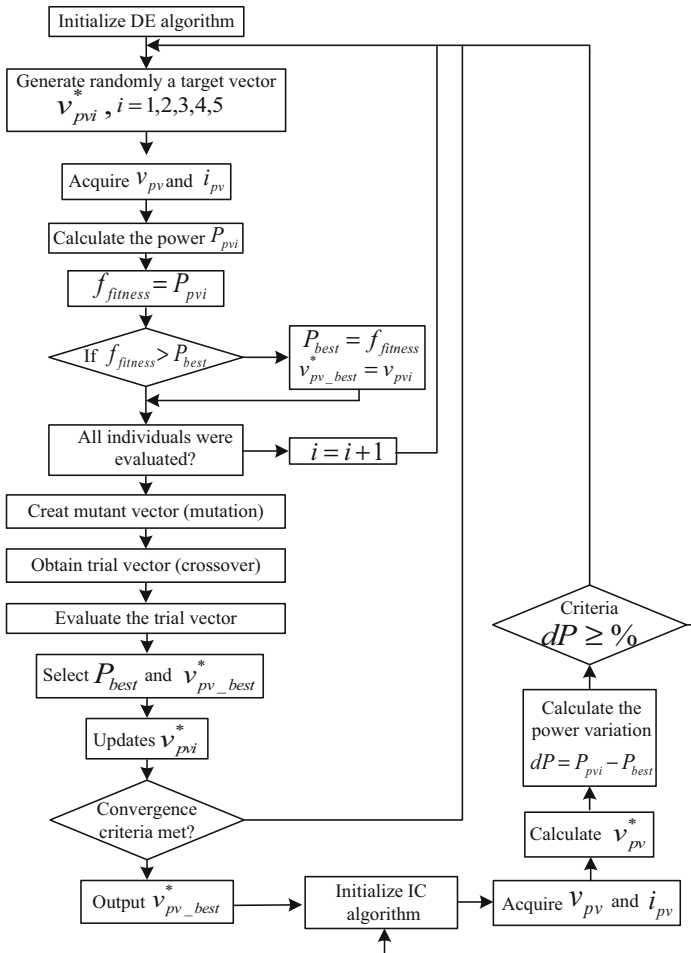 Initialize DE algorithm
Generate randomly a target vector
v*pvi , i = 1,2,3,4,5
Acquire vpv and ipv
Calculate the power Ppvi
ffitness = Ppvi
If ffitness > Pbest
Pbest = ffitness
v*pv_best = vpvi
All individuals were
evaluated?
i = i+1
Creat mutant vector (mutation)
Obtain trial vector (crossover)
Evaluate the trial vector
Select Pbest and v*pv_best
Updates v*pvi
Convergence
criteria met?
Output v*pv_best
Initialize IC
algorithm
Acquire vpv and ipv
Calculate v*pv
Calculate the
power variation
dP = Ppvi − Pbest
Criteria
dP ≥ %